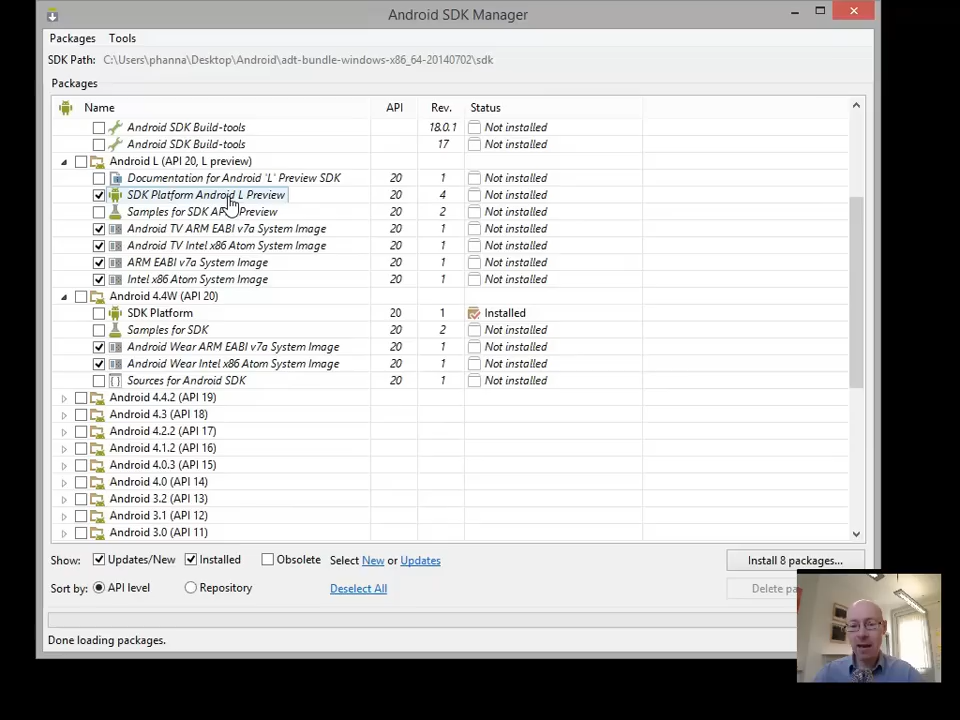 Android SDK Manager
Packages Tools
SDK Path: C:\Users\phanna\Desktop\Android\adt-bundle-windows-x86_64-20140702\sdk
Packages
Name API Rev. Status
Android SDK Build-tools 18.0.1 Not installed
Android SDK Build-tools 17 Not installed
Android L (API 20, L preview)
Documentation for Android 'L' Preview SDK 20 1 Not installed
SDK Platform Android L Preview 20 4 Not installed
Samples for SDK Preview 20 2 Not installed
Android TV ARM EABI v7a System Image 20 1 Not installed
Android TV Intel x86 Atom System Image 20 1 Not installed
ARM EABI v7a System Image 20 1 Not installed
Intel x86 Atom System Image 20 1 Not installed
Android 4.4W (API 20)
SDK Platform 20 1 Installed
Samples for SDK 20 2 Not installed
Android Wear ARM EABI v7a System Image 20 1 Not installed
Android Wear Intel x86 Atom System Image 20 1 Not installed
Sources for Android SDK 20 1 Not installed
Android 4.4.2 (API 19)
Android 4.3 (API 18)
Android 4.2.2 (API 17)
Android 4.1.2 (API 16)
Android 4.0.3 (API 15)
Android 4.0 (API 14)
Android 3.2 (API 13)
Android 3.1 (API 12)
Android 3.0 (API 11)
Show: Updates/New Installed Obsolete Select New or Updates Install 8 packages...
Sort by: API level Repository Deselect All Delete pa
Done loading packages.